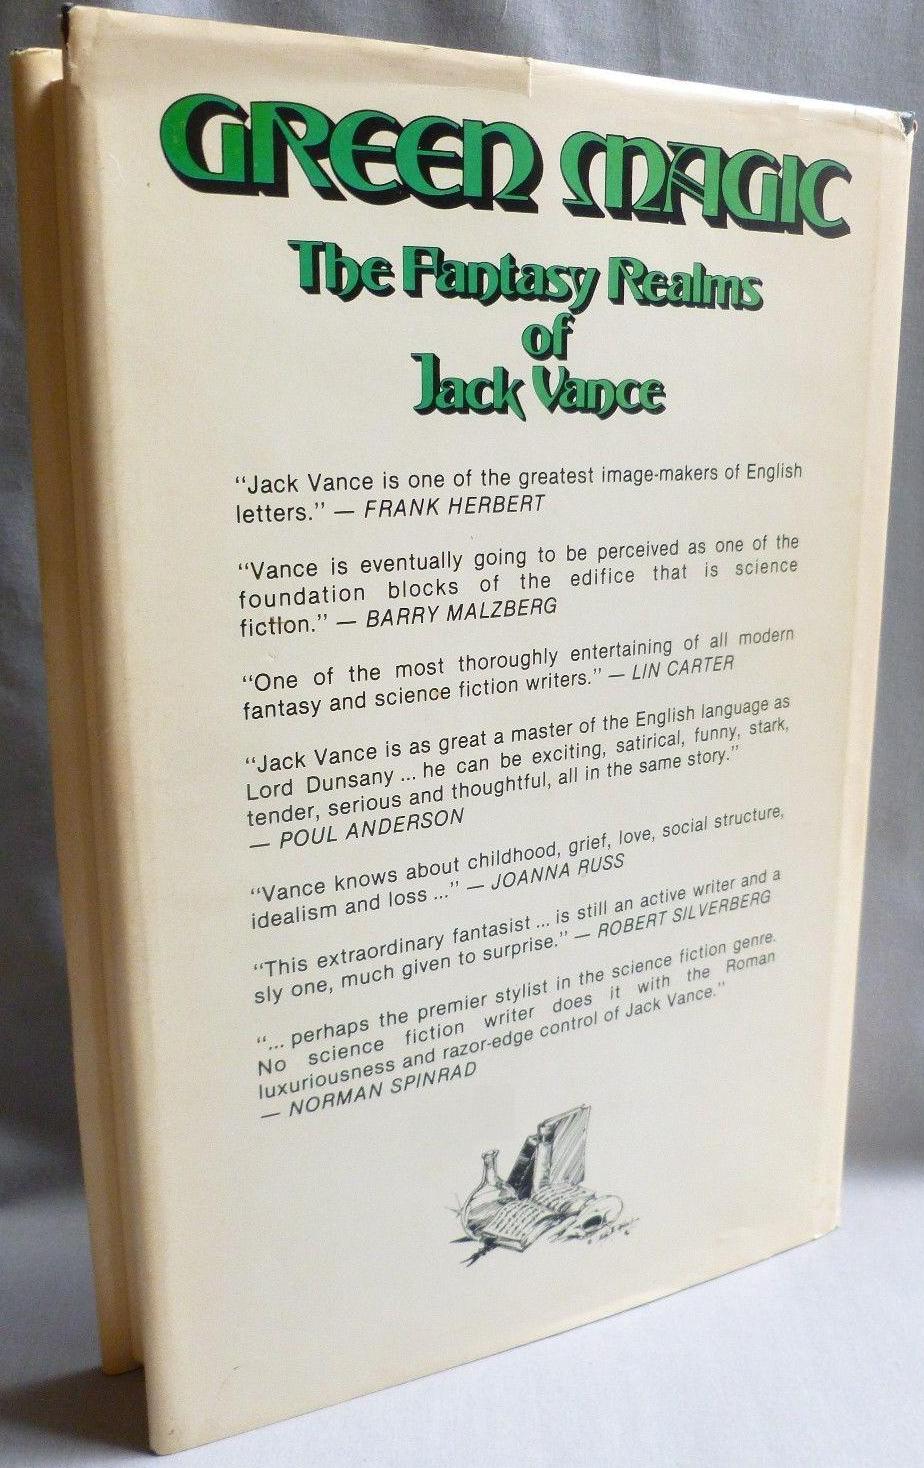 GREEN MAGIC
The Fantasy Realms
of
Jack Vance
“Jack Vance is one of the greatest image-makers of English
letters.” — FRANK HERBERT
“Vance is eventually going to be perceived as one of the
foundation blocks of the edifice that is science
fiction.” — BARRY MALZBERG
“One of the most thoroughly entertaining of all modern
fantasy and science fiction writers.” — LIN CARTER
“Jack Vance is as great a master of the English language as
Lord Dunsany ... he can be exciting, satirical, funny, stark,
tender, serious and thoughtful, all in the same story.”
— POUL ANDERSON
“Vance knows about childhood, grief, love, social structure,
idealism and loss ...” — JOANNA RUSS
“This extraordinary fantasist ... is still an active writer and a
sly one, much given to surprise.” — ROBERT SILVERBERG
“... perhaps the premier stylist in the science fiction genre.
No science fiction writer does it with the Roman
luxuriousness and razor-edge control of Jack Vance.”
— NORMAN SPINRAD